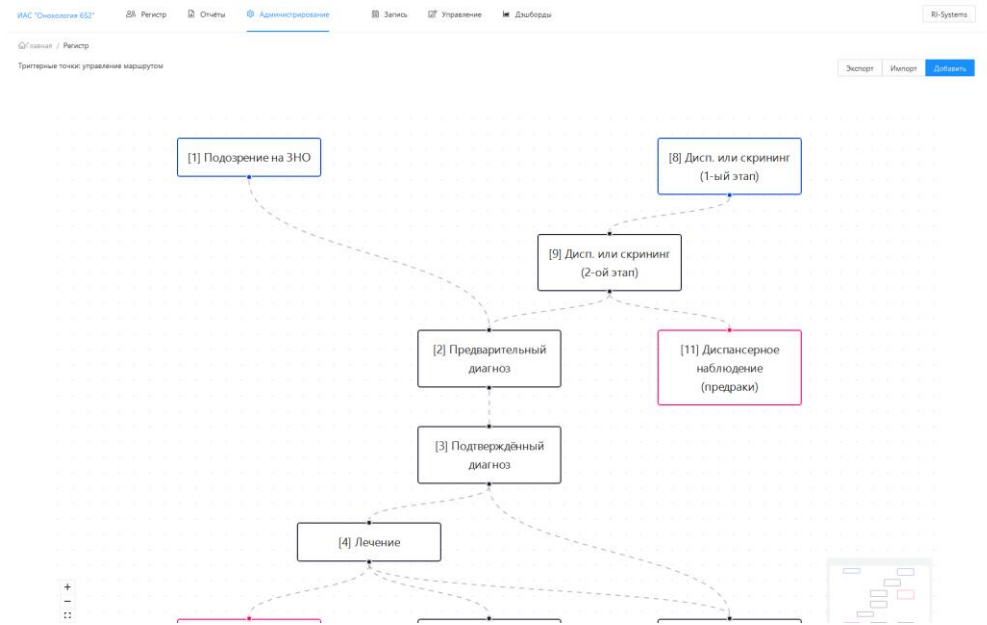 ИАС "Онокология 6S2" Регистр Отчёты Администрирование Запись Управление Дэшборды RI-Systems
Главная / Регистр
Триггерные точки: управление маршрутом
Экспорт Импорт Добавить
[1] Подозрение на ЗНО
[8] Дисп. или скрининг
(1-ый этап)
[9] Дисп. или скрининг
(2-ой этап)
[2] Предварительный
диагноз
[11] Диспансерное
наблюдение
(предраки)
[3] Подтверждённый
диагноз
[4] Лечение